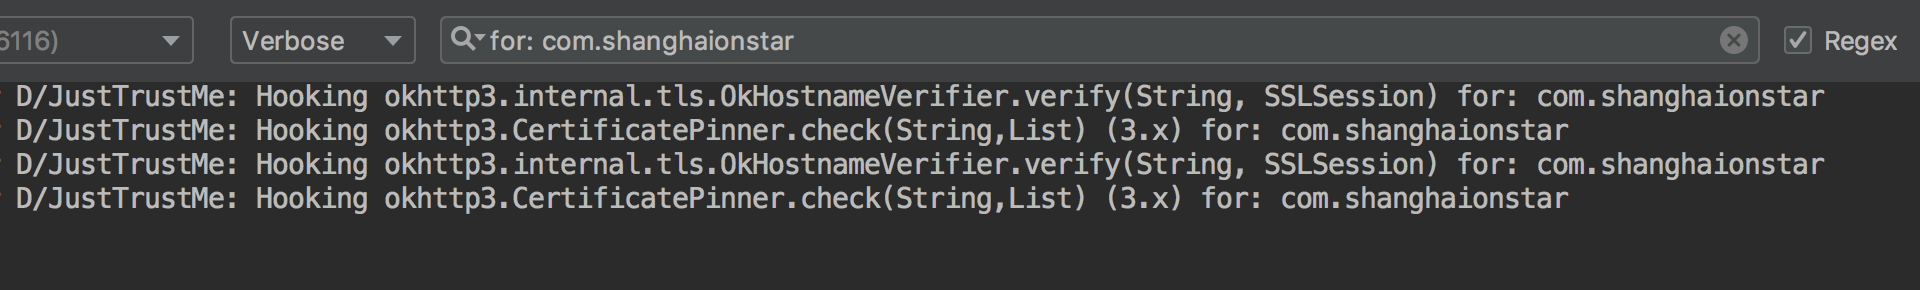 6116)
Verbose
for: com.shanghaionstar
Regex
D/JustTrustMe: Hooking okhttp3.internal.tls.OkHostnameVerifier.verify(String, SSLSession) for: com.shanghaionstar
D/JustTrustMe: Hooking okhttp3.CertificatePinner.check(String,List) (3.x) for: com.shanghaionstar
D/JustTrustMe: Hooking okhttp3.internal.tls.OkHostnameVerifier.verify(String, SSLSession) for: com.shanghaionstar
D/JustTrustMe: Hooking okhttp3.CertificatePinner.check(String,List) (3.x) for: com.shanghaionstar